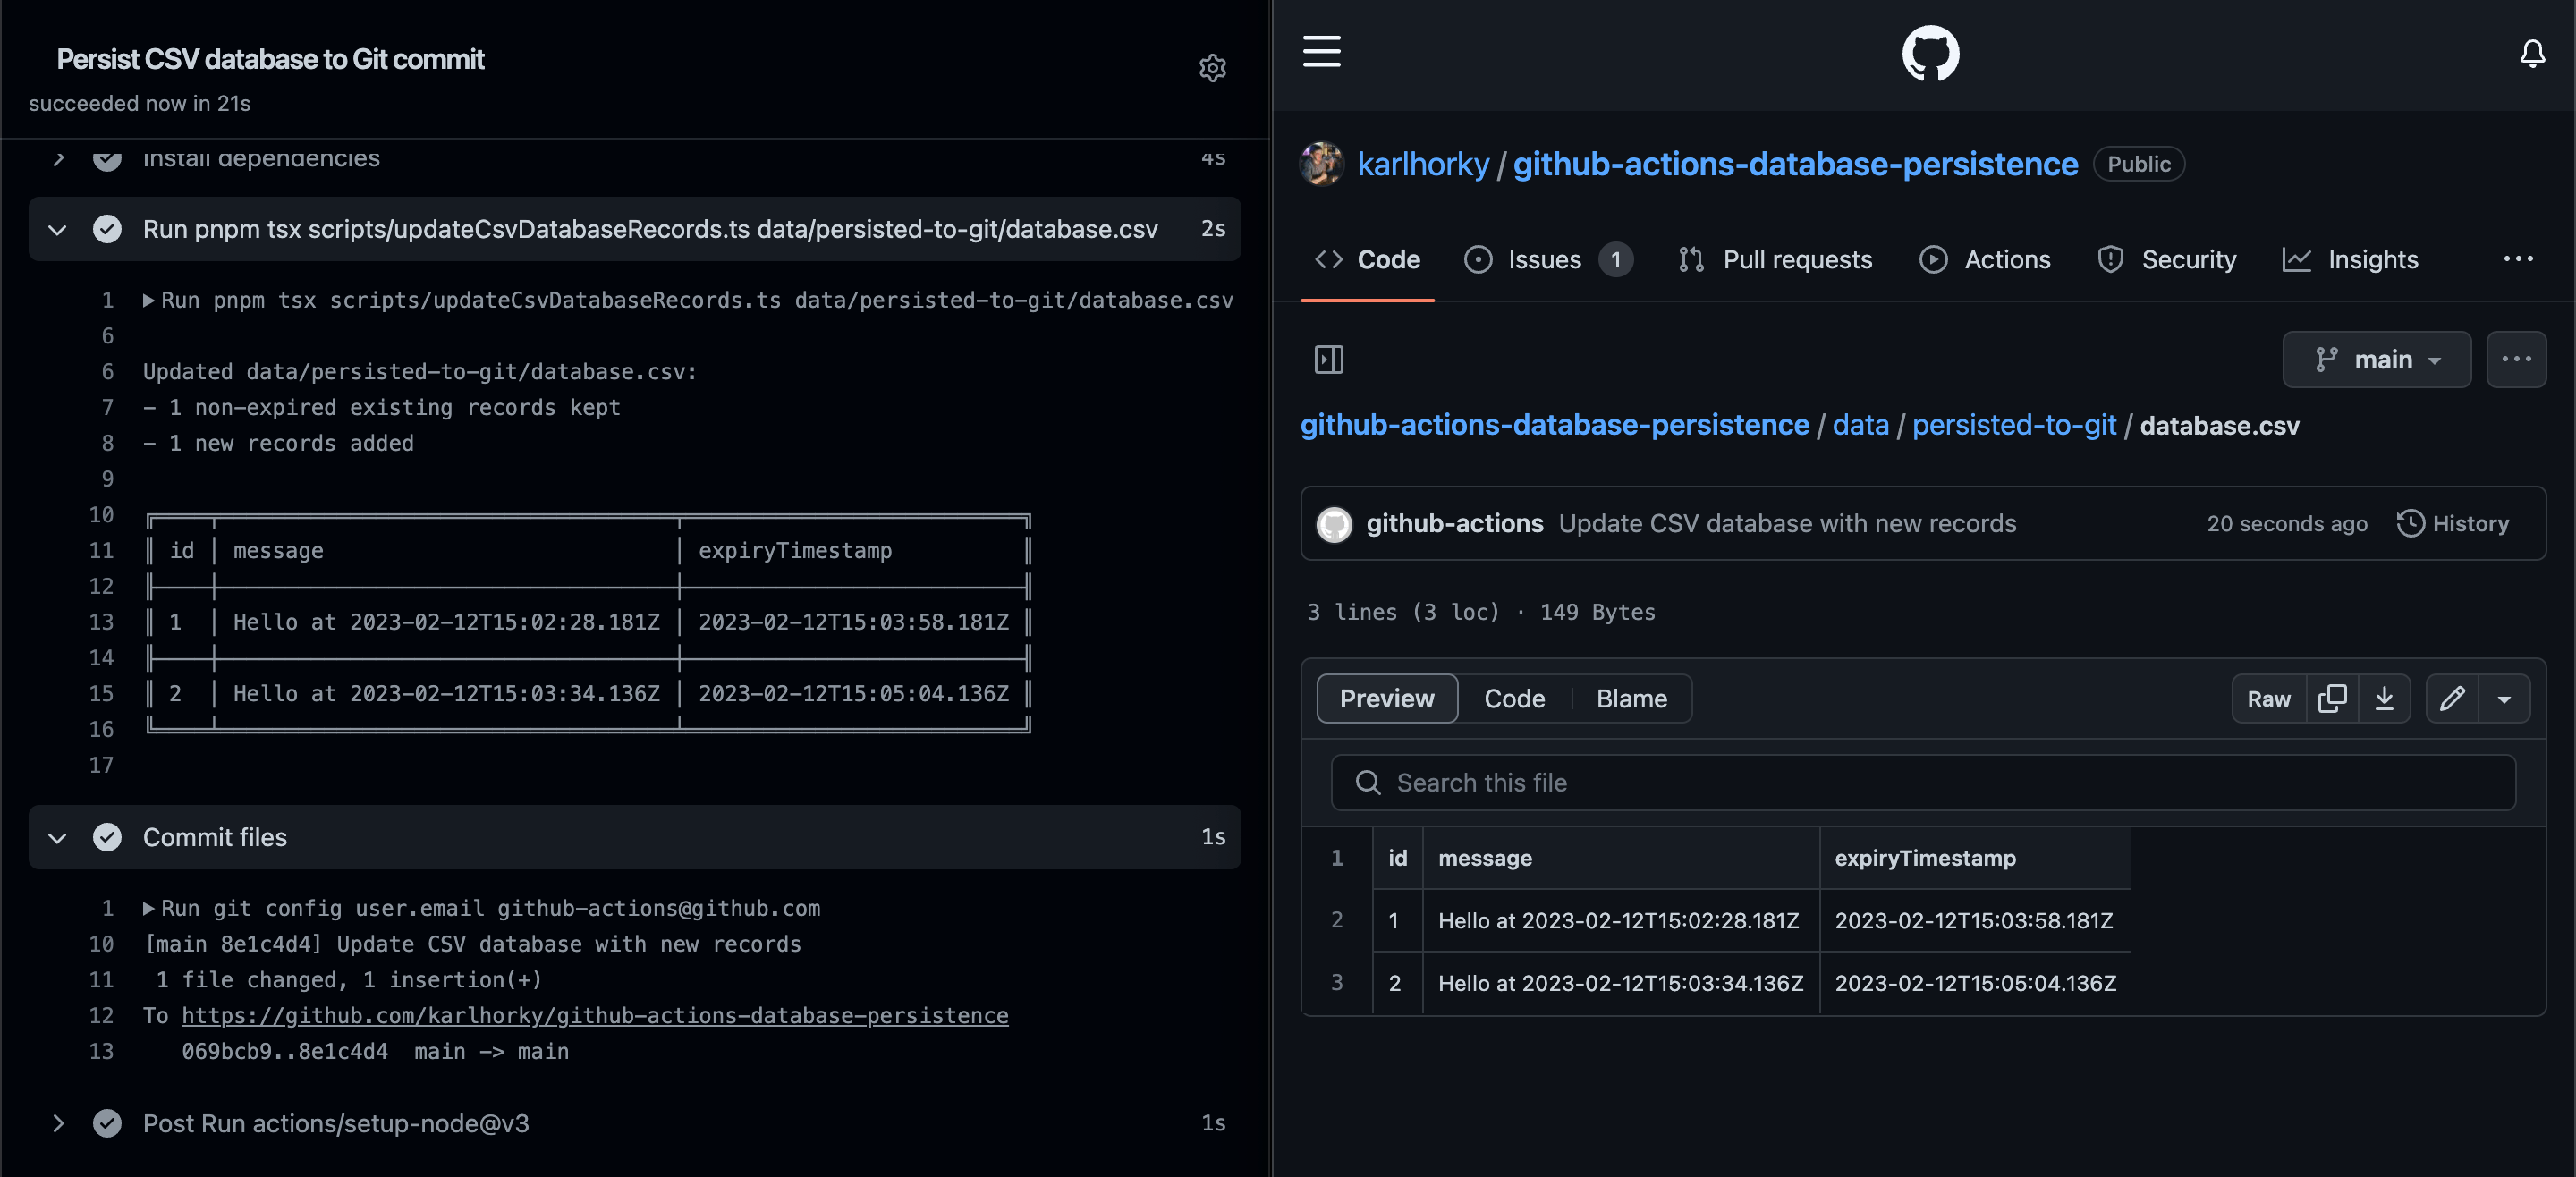 Persist CSV database to Git commit
succeeded now in 21s
Install dependencies 4s
Run pnpm tsx scripts/updateCsvDatabaseRecords.ts data/persisted-to-git/database.csv 2s
1 Run pnpm tsx scripts/updateCsvDatabaseRecords.ts data/persisted-to-git/database.csv
6
6 Updated data/persisted-to-git/database.csv:
7 - 1 non-expired existing records kept
8 - 1 new records added
9
10
11 id message expiryTimestamp
12
13 1 Hello at 2023-02-12T15:02:28.181Z 2023-02-12T15:03:58.181Z
14
15 2 Hello at 2023-02-12T15:03:34.136Z 2023-02-12T15:05:04.136Z
16
17
Commit files 1s
1 Run git config user.email github-actions@github.com
10 [main 8e1c4d4] Update CSV database with new records
11 1 file changed, 1 insertion(+)
12 To https://github.com/karlhorky/github-actions-database-persistence
13 069bcb9..8e1c4d4 main -> main
Post Run actions/setup-node@v3 1s
karlhorky / github-actions-database-persistence Public
Code Issues 1 Pull requests Actions Security Insights
main
github-actions-database-persistence / data / persisted-to-git / database.csv
github-actions Update CSV database with new records 20 seconds ago History
3 lines (3 loc) · 149 Bytes
Preview Code Blame Raw
Search this file
1 id message expiryTimestamp
2 1 Hello at 2023-02-12T15:02:28.181Z 2023-02-12T15:03:58.181Z
3 2 Hello at 2023-02-12T15:03:34.136Z 2023-02-12T15:05:04.136Z